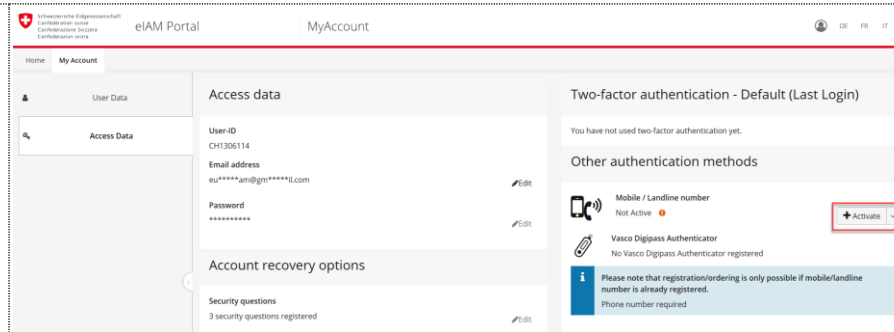 Schweizerische Eidgenossenschaft
Confédération suisse
Confederazione Svizzera
Confederaziun svizra
eIAM Portal
MyAccount
DE FR IT
Home My Account
User Data
Access Data
Access data
User-ID
CH1306114
Email address
eu*****am@gm*****il.com
Edit
Password
**********
Edit
Account recovery options
Security questions
3 security questions registered
Edit
Two-factor authentication - Default (Last Login)
You have not used two-factor authentication yet.
Other authentication methods
Mobile / Landline number
Not Active
Activate
Vasco Digipass Authenticator
No Vasco Digipass Authenticator registered
Please note that registration/ordering is only possible if mobile/landline
number is already registered.
Phone number required